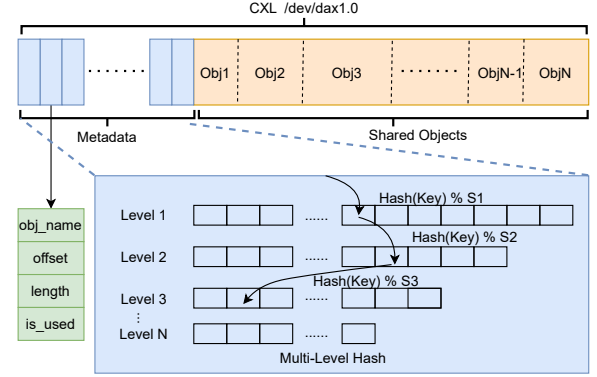 CXL /dev/dax1.0
........
Obj1 Obj2 Obj3 ........ ObjN-1 ObjN
Metadata
Shared Objects
obj_name
offset
length
is_used
Level 1 ...... Hash(Key) % S1
Level 2 ...... Hash(Key) % S2
Level 3 ...... Hash(Key) % S3
...
Level N ......
Multi-Level Hash